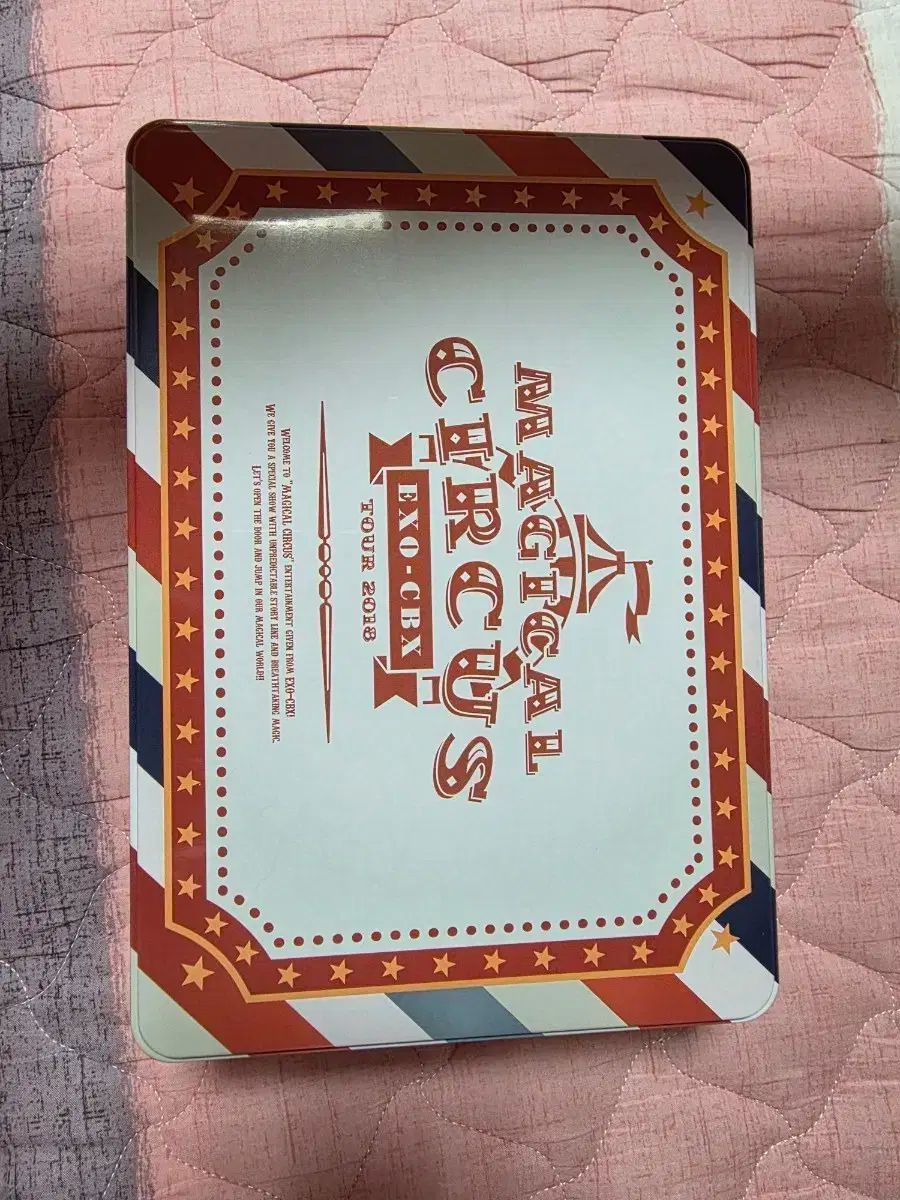 MAGICAL
CIRCUS
EXO-CBX
TOUR 2018
WELCOME TO "MAGICAL CIRCUS" ENTERTAINMENT GIVEN FROM EXO-CBX!
WE GIVE YOU A SPECIAL SHOW WITH UNPREDICTABLE STORY LINE AND BREATHTAKING MAGIC.
LET'S OPEN THE DOOR AND JUMP IN OUR MAGICAL WORLD!!